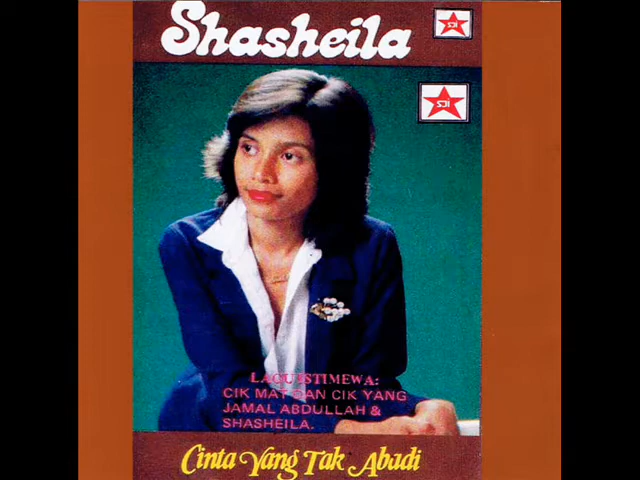 Shasheila
LAGU ISTIMEWA:
CIK MAT DAN CIK YANG
JAMAL ABDULLAH &
SHASHEILA.
Cinta Yang Tak Abadi